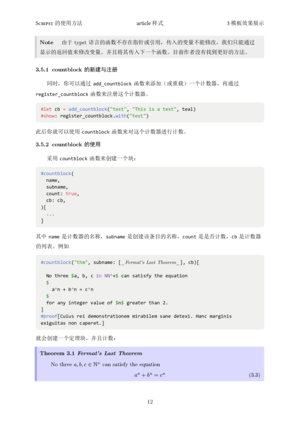 Scripst 的使用方法 article 样式 3 模板效果展示
Note 由于 typst 语言的函数不存在指针或引用，传入的变量不能修改，我们只能通过
显示的返回值来修改变量，并且将其传入下一个函数。目前作者没有找到更好的方法。
3.5.1 countblock 的新建与注册
同时，你可以通过 add_countblock 函数来添加（或重载）一个计数器，再通过
register_countblock 函数来注册这个计数器。
#let cb = add_countblock("test", "This is a test", teal)
#show: register_countblock.with("test")
此后你就可以使用 countblock 函数来对这个计数器进行计数。
3.5.2 countblock 的使用
采用 countblock 函数来创建一个块：
#countblock(
name,
subname,
count: true,
cb: cb,
)[
...
]
其中 name 是计数器的名称，subname 是创建该条目的名称，count 是是否计数，cb 是计数器
的列表。例如
#countblock("thm", subname: [_Fermat's Last Theorem_], cb)[
No three $a, b, c in NN^+$ can satisfy the equation
$
a^n + b^n = c^n
$
for any integer value of $n$ greater than 2.
]
#proof[Cuius rei demonstrationem mirabilem sane detexi. Hanc marginis
exiguitas non caperet.]
就会创建一个定理块，并且计数：
Theorem 3.1 Fermat's Last Theorem
No three a, b, c ∈ N⁺ can satisfy the equation
aⁿ + bⁿ = cⁿ (3.3)
12